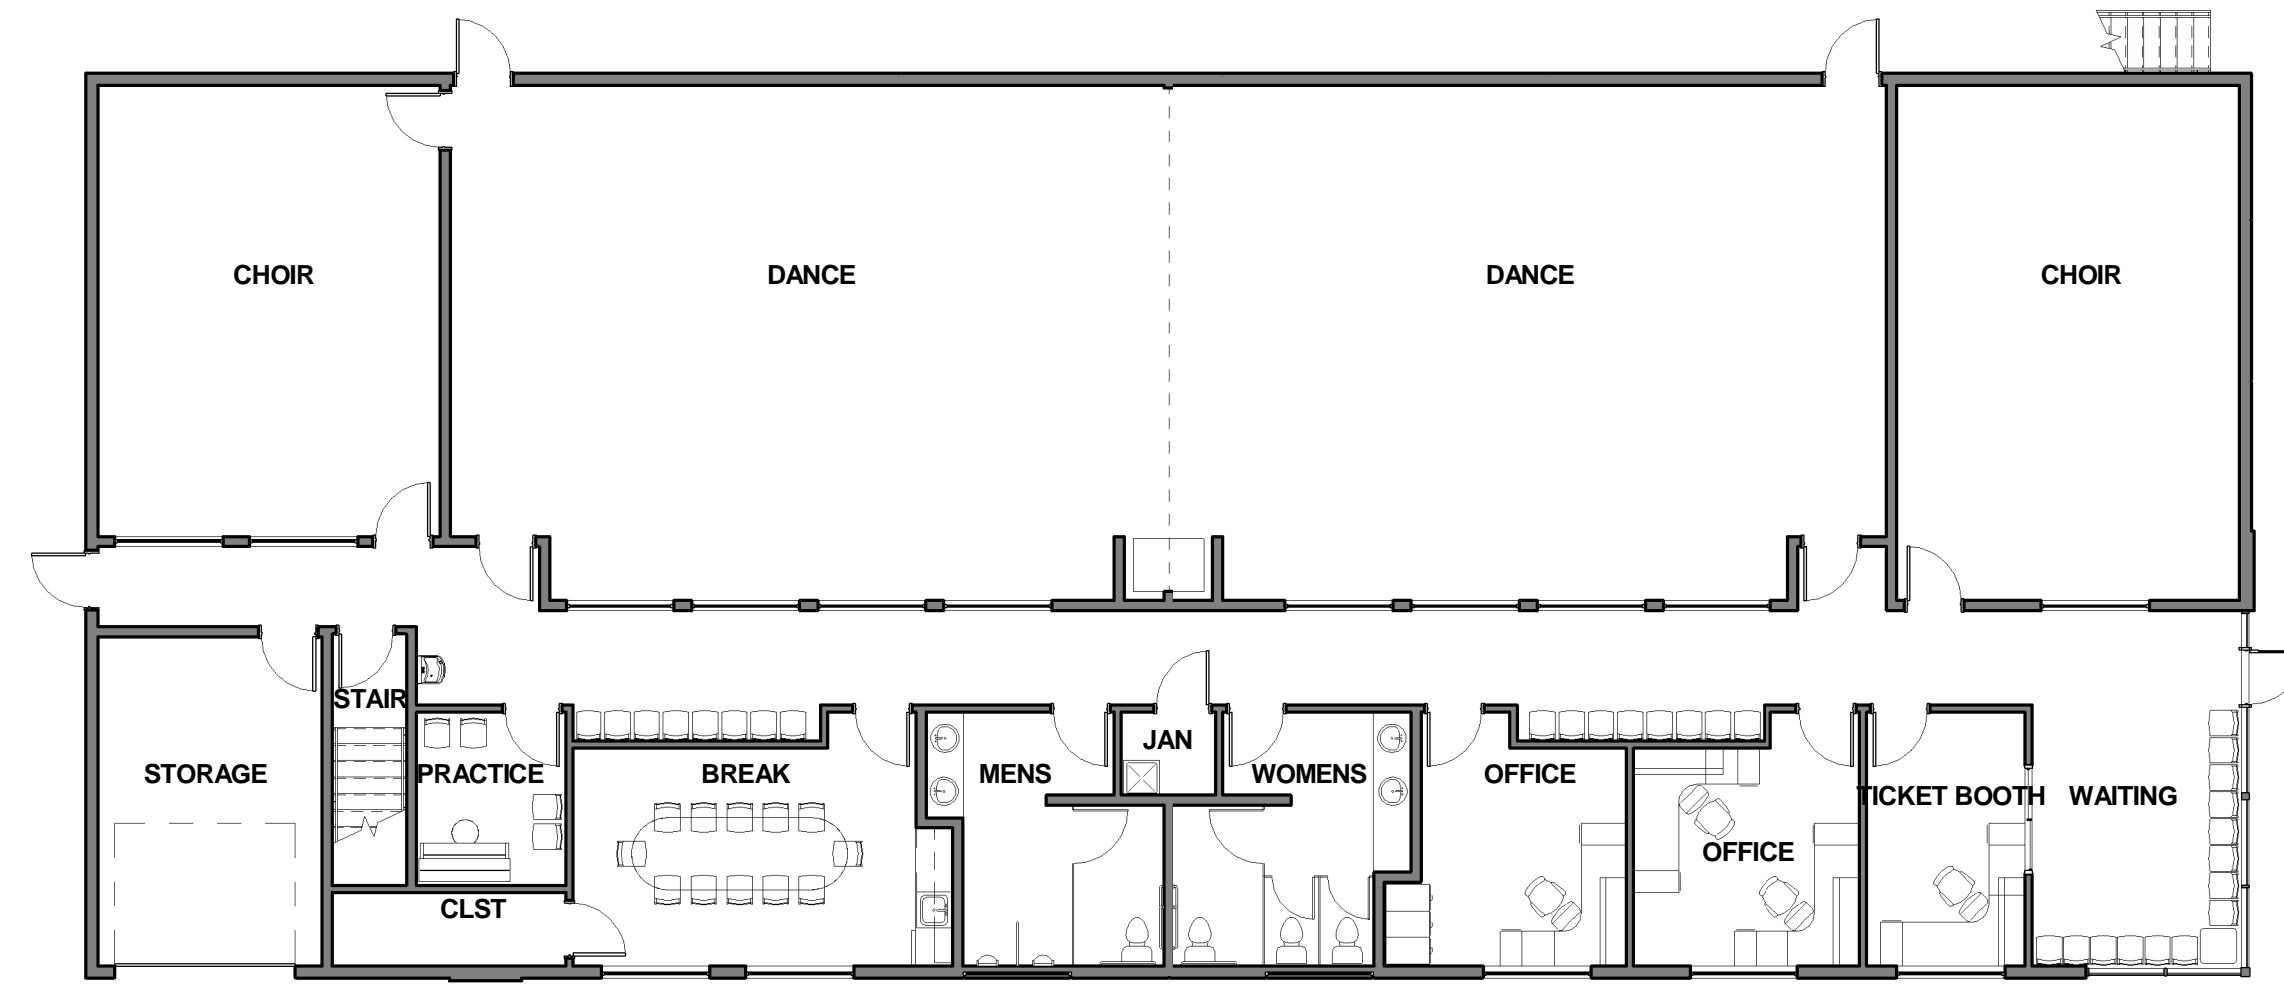 CHOIR
DANCE
DANCE
CHOIR
STAIR
JAN
STORAGE
PRACTICE
BREAK
MENS
WOMENS
OFFICE
TICKET BOOTH
WAITING
OFFICE
CLST